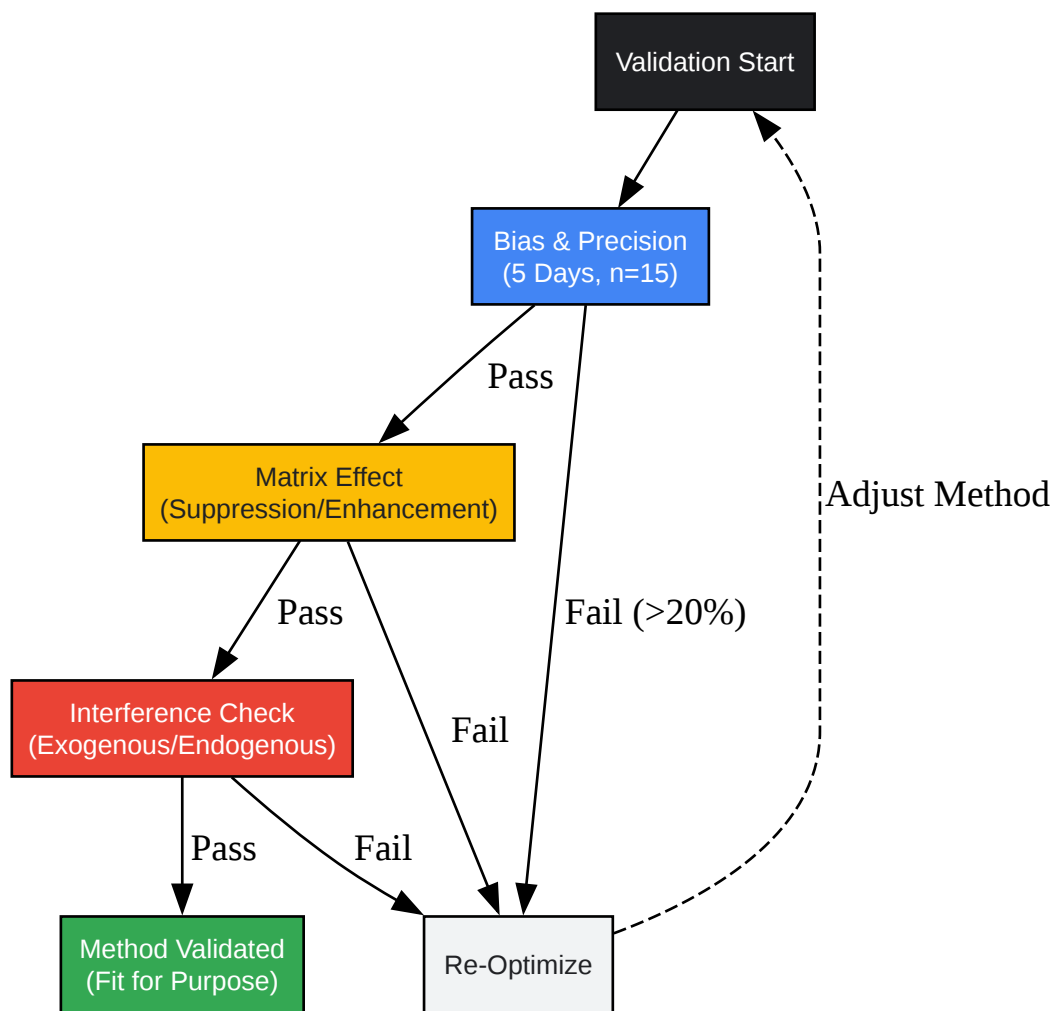 Validation Start
Bias & Precision
(5 Days, n=15)
Pass
Matrix Effect
(Suppression/Enhancement)
Adjust Method
Pass
Fail (>20%)
Interference Check
(Exogenous/Endogenous)
Fail
Pass
Fail
Method Validated
(Fit for Purpose)
Re-Optimize